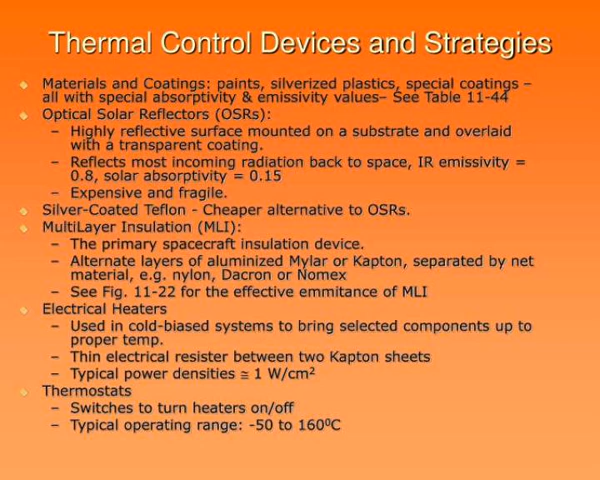 Thermal Control Devices and Strategies
Materials and Coatings: paints, silverized plastics, special coatings –
all with special absorptivity & emissivity values– See Table 11-44
Optical Solar Reflectors (OSRs):
– Highly reflective surface mounted on a substrate and overlaid
with a transparent coating.
– Reflects most incoming radiation back to space, IR emissivity =
0.8, solar absorptivity = 0.15
– Expensive and fragile.
Silver-Coated Teflon - Cheaper alternative to OSRs.
MultiLayer Insulation (MLI):
– The primary spacecraft insulation device.
– Alternate layers of aluminized Mylar or Kapton, separated by net
material, e.g. nylon, Dacron or Nomex
– See Fig. 11-22 for the effective emmitance of MLI
Electrical Heaters
– Used in cold-biased systems to bring selected components up to
proper temp.
– Thin electrical resister between two Kapton sheets
– Typical power densities ≅ 1 W/cm²
Thermostats
– Switches to turn heaters on/off
– Typical operating range: -50 to 160⁰C